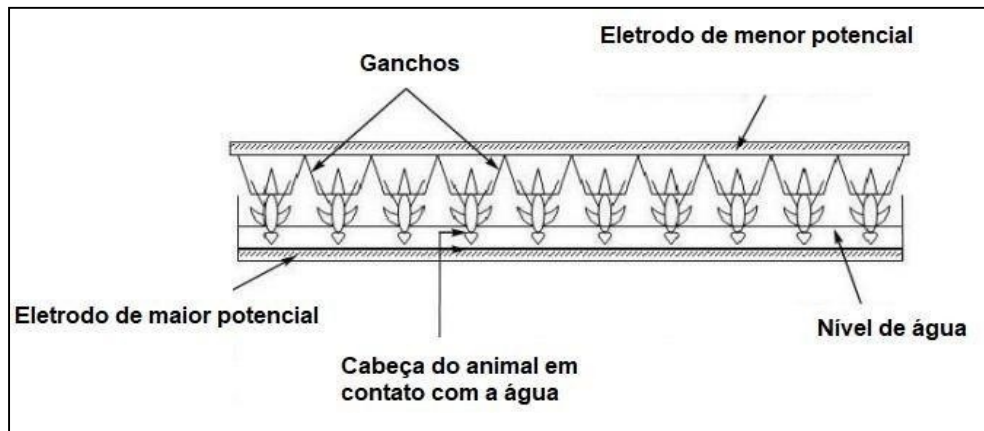 Eletrodo de menor potencial
Ganchos
Eletrodo de maior potencial
Nível de água
Cabeça do animal em
contato com a água